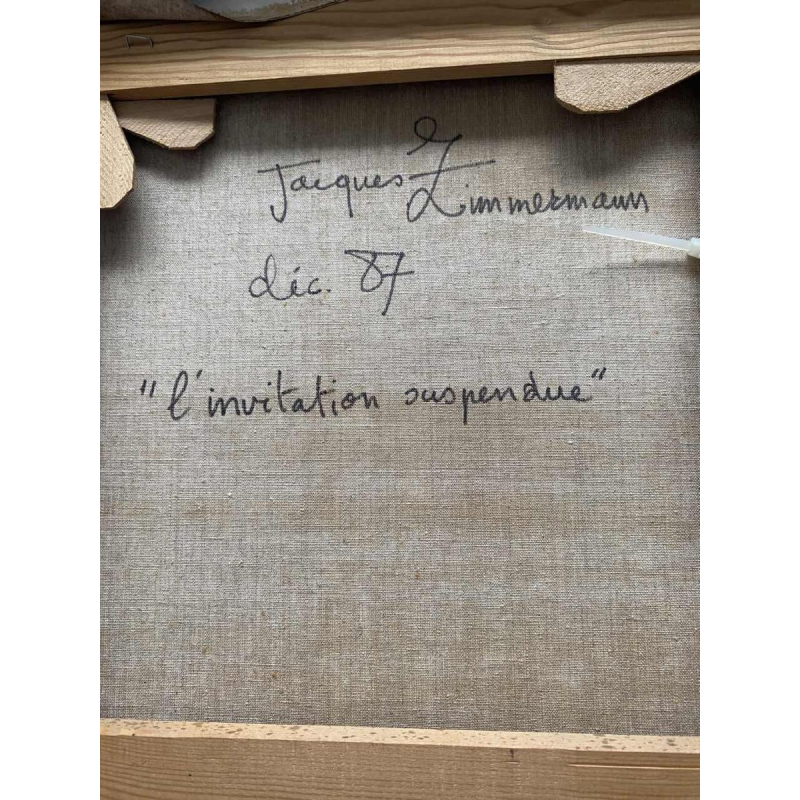 Jacques Zimmermann
déc. 87
"l'invitation suspendue"